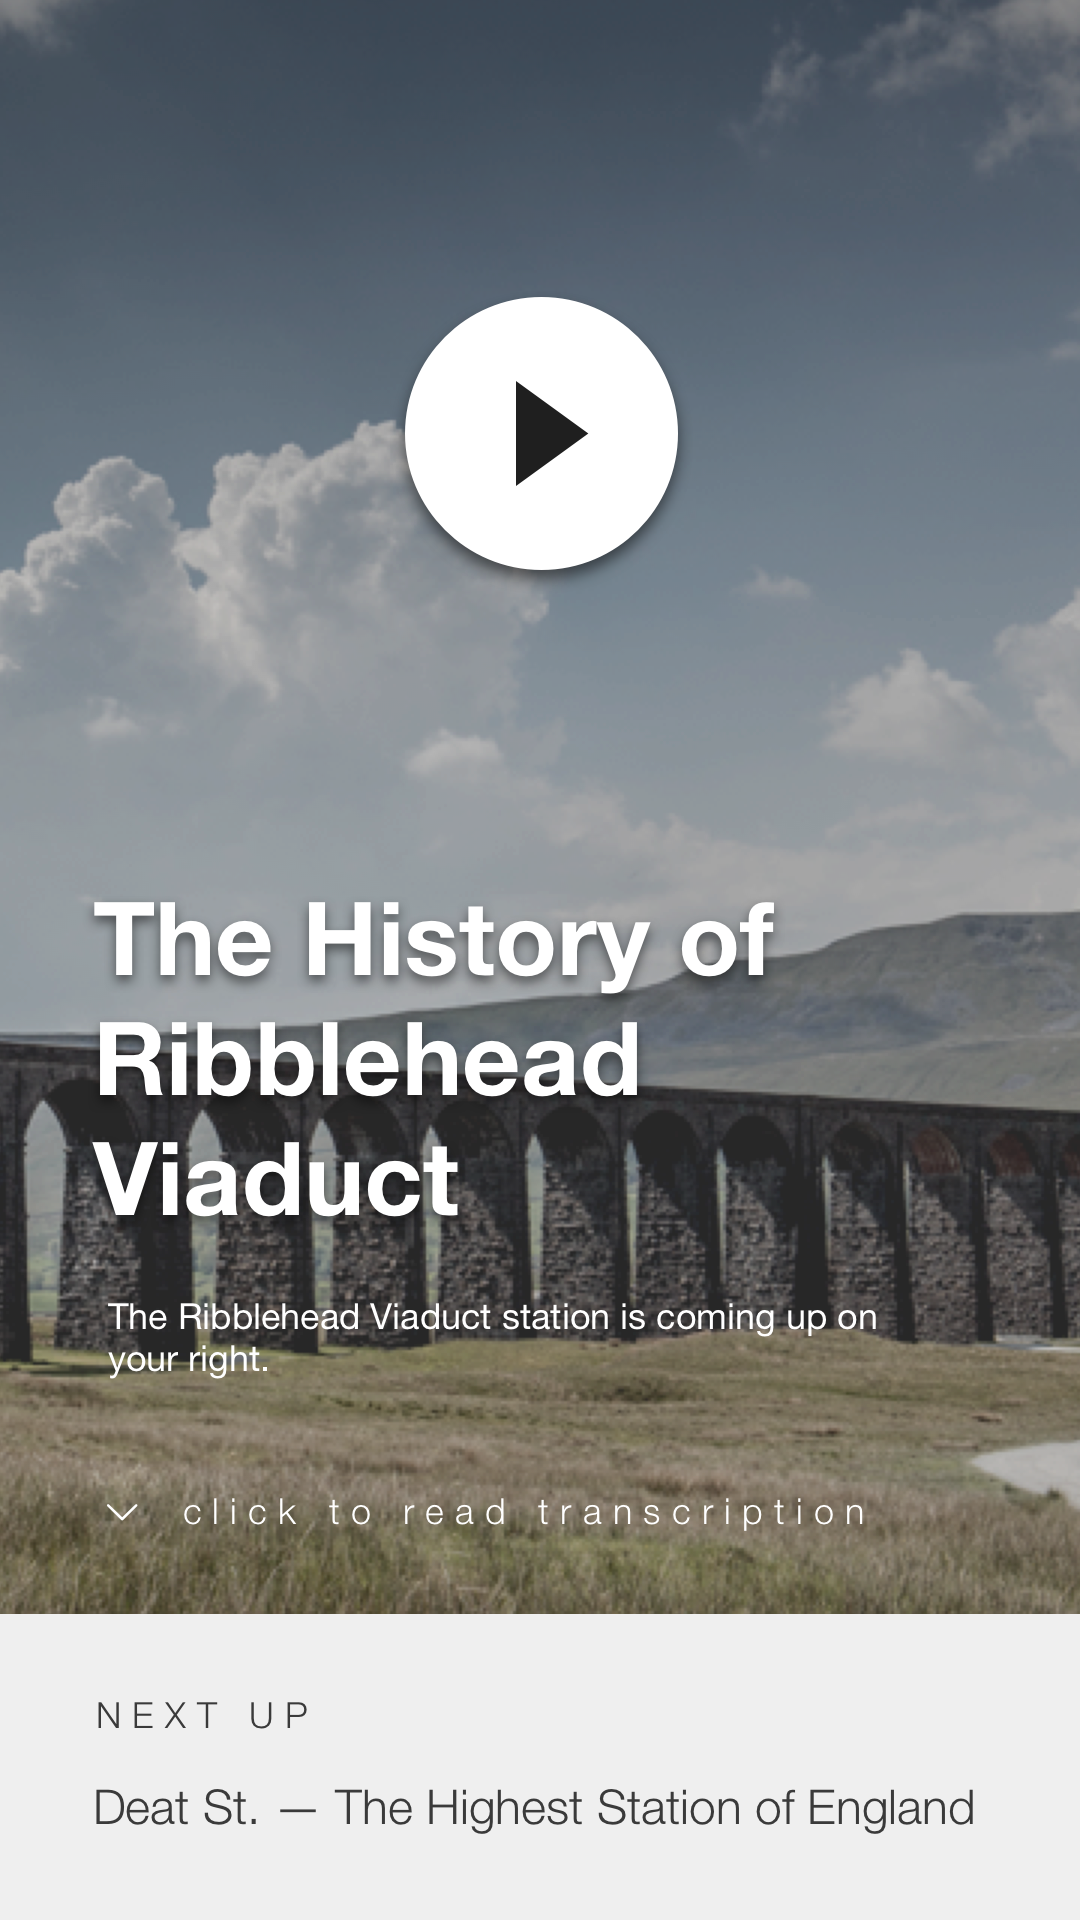 The History of
Ribblehead
Viaduct
The Ribblehead Viaduct station is coming up on
your right.
click to read transcription
NEXT UP
Deat St. — The Highest Station of England